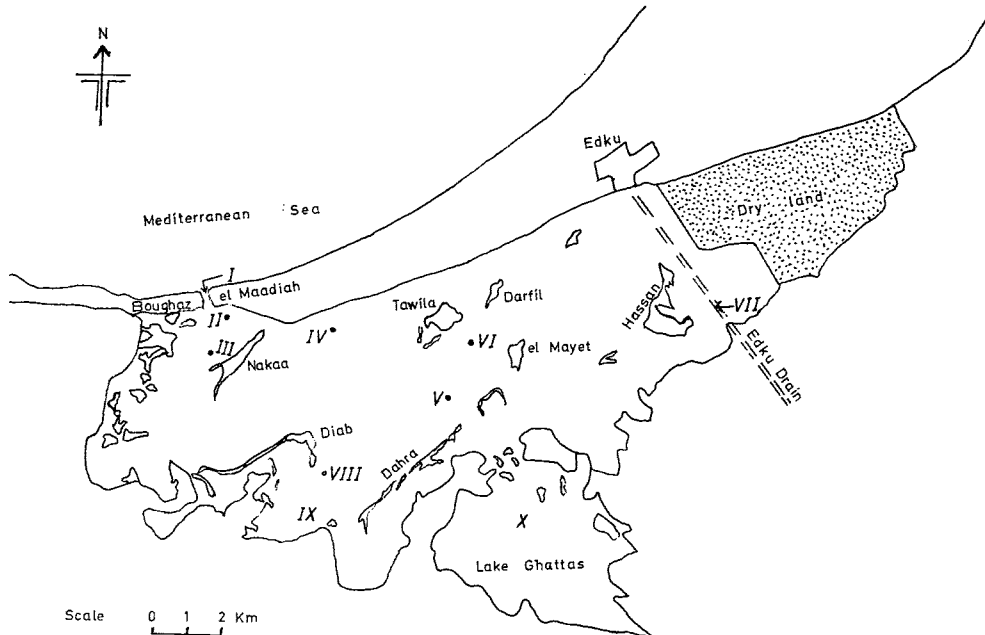 N
Edku
Dry land
Mediterranean Sea
I
Boughaz
el Maadiah
II
III
IV
Nakaa
Tawila
Darfil
VI
el Mayet
Hassan
VII
Edku Drain
V
Diab
VIII
Dahra
IX
X
Lake Ghattas
Scale 0 1 2 Km